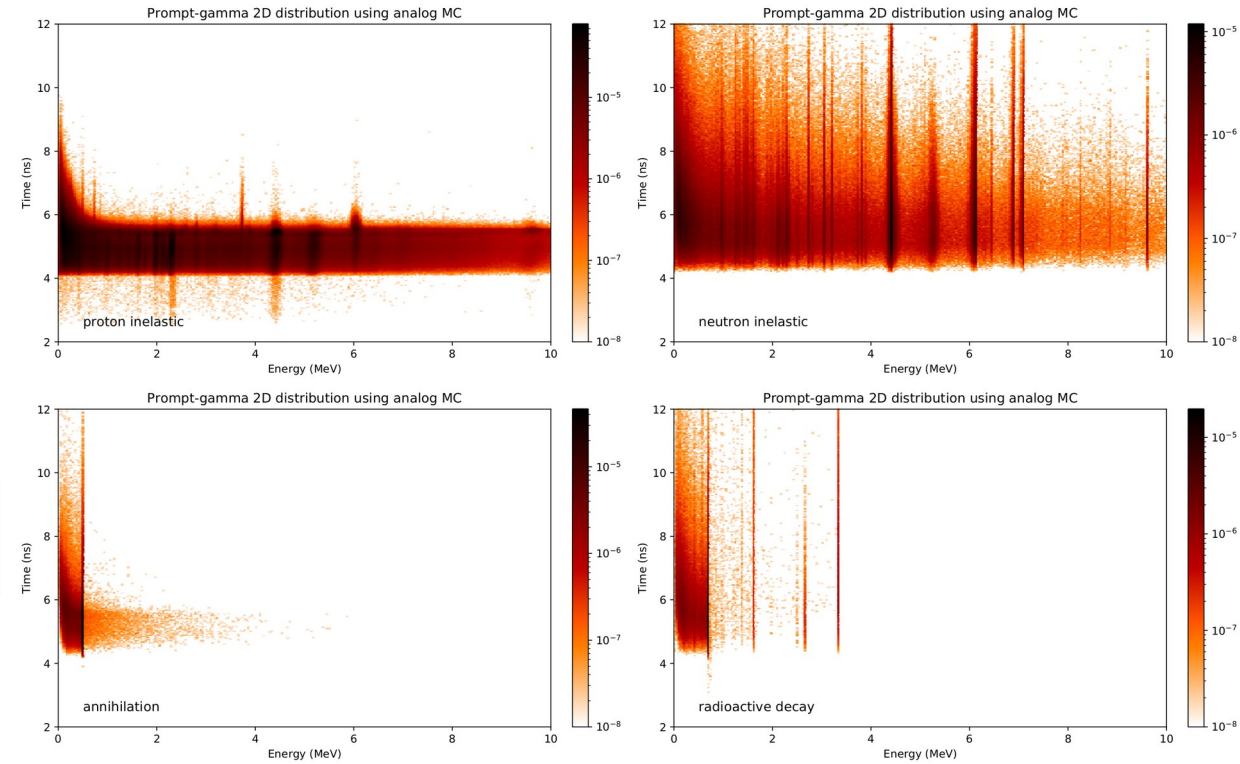 Prompt-gamma 2D distribution using analog MC
12
10
8
6
4
2
Time (ns)
proton inelastic
0 2 4 6 8 10
Energy (MeV)
10⁻⁵
10⁻⁶
10⁻⁷
10⁻⁸
Prompt-gamma 2D distribution using analog MC
12
10
8
6
4
2
Time (ns)
neutron inelastic
0 2 4 6 8 10
Energy (MeV)
10⁻⁵
10⁻⁶
10⁻⁷
10⁻⁸
Prompt-gamma 2D distribution using analog MC
12
10
8
6
4
2
Time (ns)
annihilation
0 2 4 6 8 10
Energy (MeV)
10⁻⁵
10⁻⁶
10⁻⁷
10⁻⁸
Prompt-gamma 2D distribution using analog MC
12
10
8
6
4
2
Time (ns)
radioactive decay
0 2 4 6 8 10
Energy (MeV)
10⁻⁵
10⁻⁶
10⁻⁷
10⁻⁸